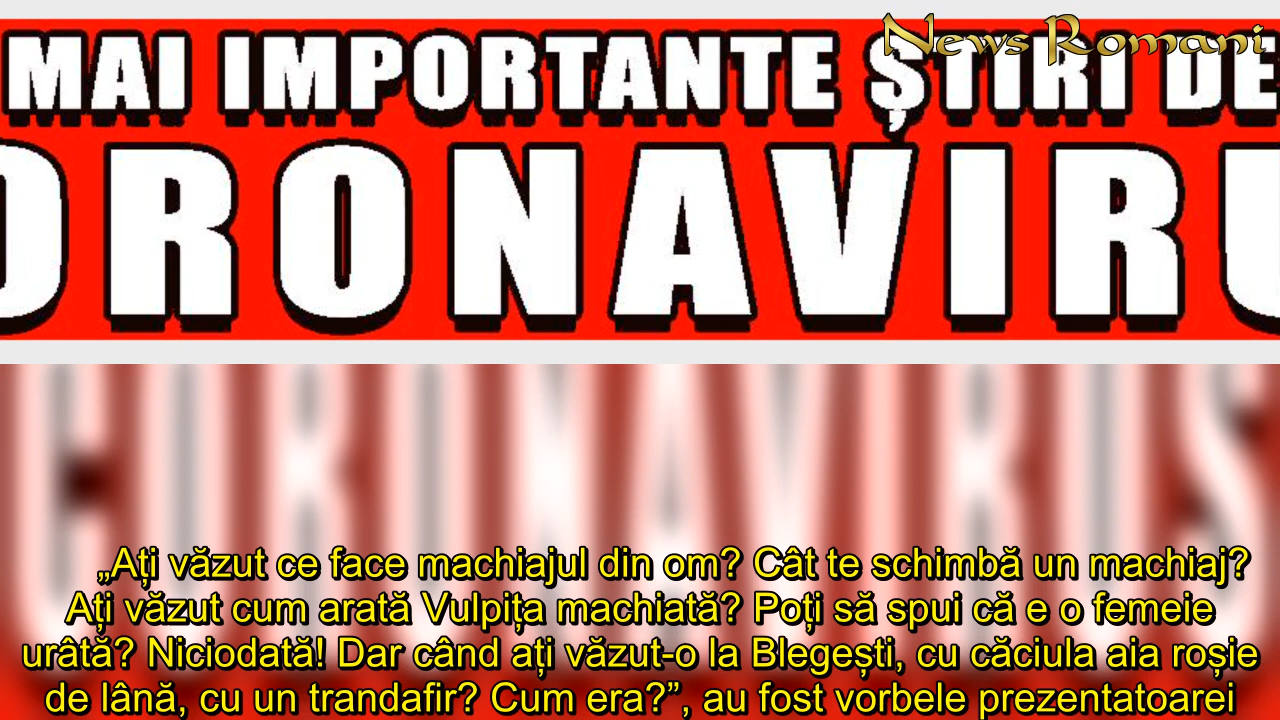 News Romani
MAI IMPORTANTE ȘTIRI DE
ORONAVIRU
CORONAVIRUS
„Ați văzut ce face machiajul din om? Cât te schimbă un machiaj?
Ați văzut cum arată Vulpița machiată? Poți să spui că e o femeie
urâtă? Niciodată! Dar când ați văzut-o la Blegești, cu căciula aia roșie
de lână, cu un trandafir? Cum era?”, au fost vorbele prezentatoarei